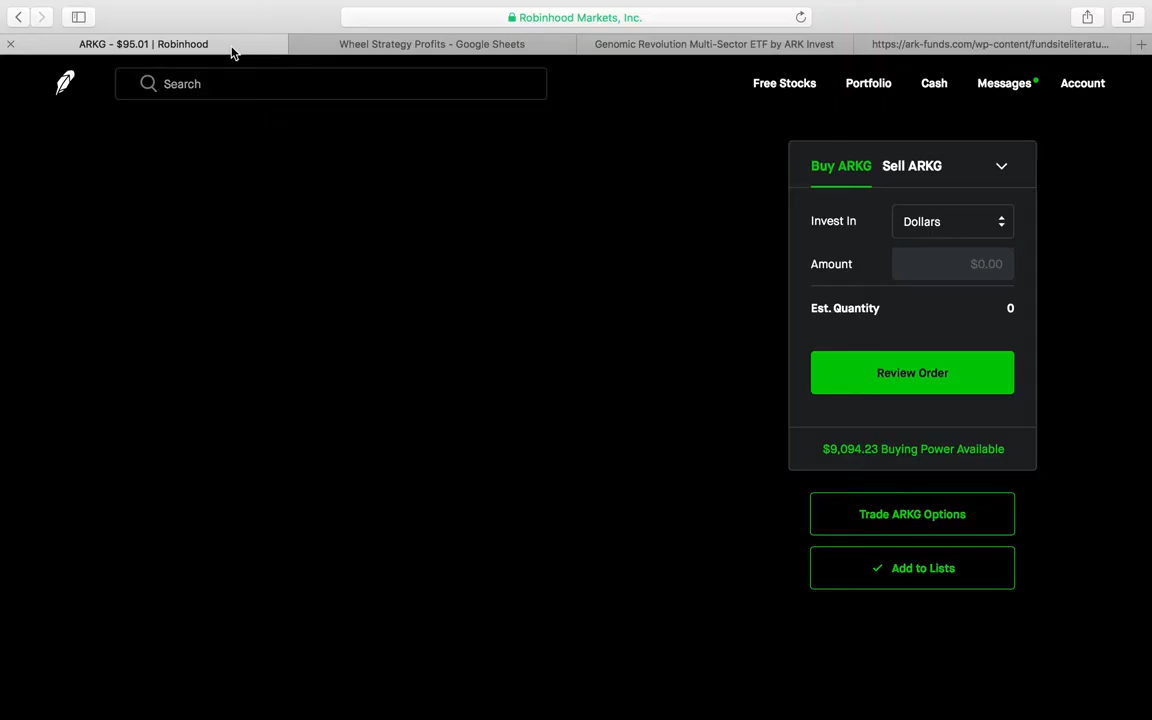 Robinhood Markets, Inc.
ARKG - $95.01 | Robinhood
Wheel Strategy Profits - Google Sheets
Genomic Revolution Multi-Sector ETF by ARK Invest
https://ark-funds.com/wp-content/fundsiteliteratu...
Search
Free Stocks
Portfolio
Cash
Messages
Account
Buy ARKG
Sell ARKG
Invest In
Dollars
Amount
$0.00
Est. Quantity
0
Review Order
$9,094.23 Buying Power Available
Trade ARKG Options
Add to Lists